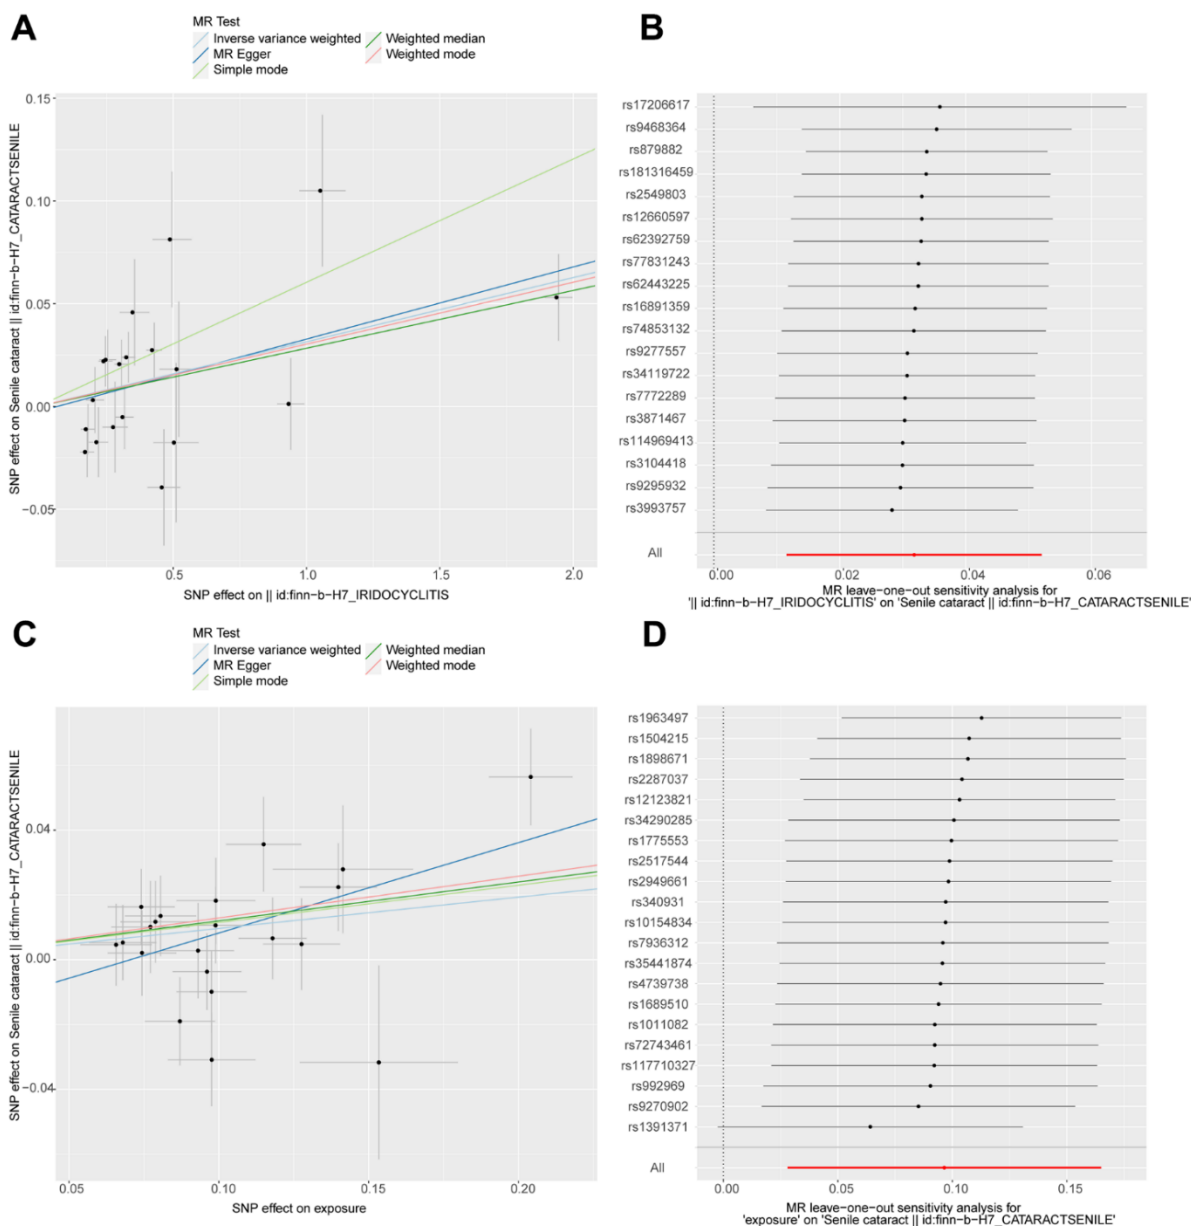 A
MR Test
Inverse variance weighted
Weighted median
MR Egger
Weighted mode
Simple mode
0.15
0.10
0.05
0.00
−0.05
SNP effect on Senile cataract || id:finn−b−H7_CATARACTSENILE
0.5
1.0
1.5
2.0
SNP effect on || id:finn−b−H7_IRIDOCYCLITIS
B
rs17206617
rs9468364
rs879882
rs181316459
rs2549803
rs12660597
rs62392759
rs77831243
rs62443225
rs16891359
rs74853132
rs9277557
rs34119722
rs7772289
rs3871467
rs114969413
rs3104418
rs9295932
rs3993757
All
0.00
0.02
0.04
0.06
MR leave−one−out sensitivity analysis for
'|| id:finn−b−H7_IRIDOCYCLITIS' on 'Senile cataract || id:finn−b−H7_CATARACTSENILE'
C
MR Test
Inverse variance weighted
Weighted median
MR Egger
Weighted mode
Simple mode
0.04
0.00
−0.04
SNP effect on Senile cataract || id:finn−b−H7_CATARACTSENILE
0.05
0.10
0.15
0.20
SNP effect on exposure
D
rs1963497
rs1504215
rs1898671
rs2287037
rs12123821
rs34290285
rs1775553
rs2517544
rs2949661
rs340931
rs10154834
rs7936312
rs35441874
rs4739738
rs1689510
rs1011082
rs72743461
rs117710327
rs992969
rs9270902
rs1391371
All
0.00
0.05
0.10
0.15
MR leave−one−out sensitivity analysis for
'exposure' on 'Senile cataract || id:finn−b−H7_CATARACTSENILE'